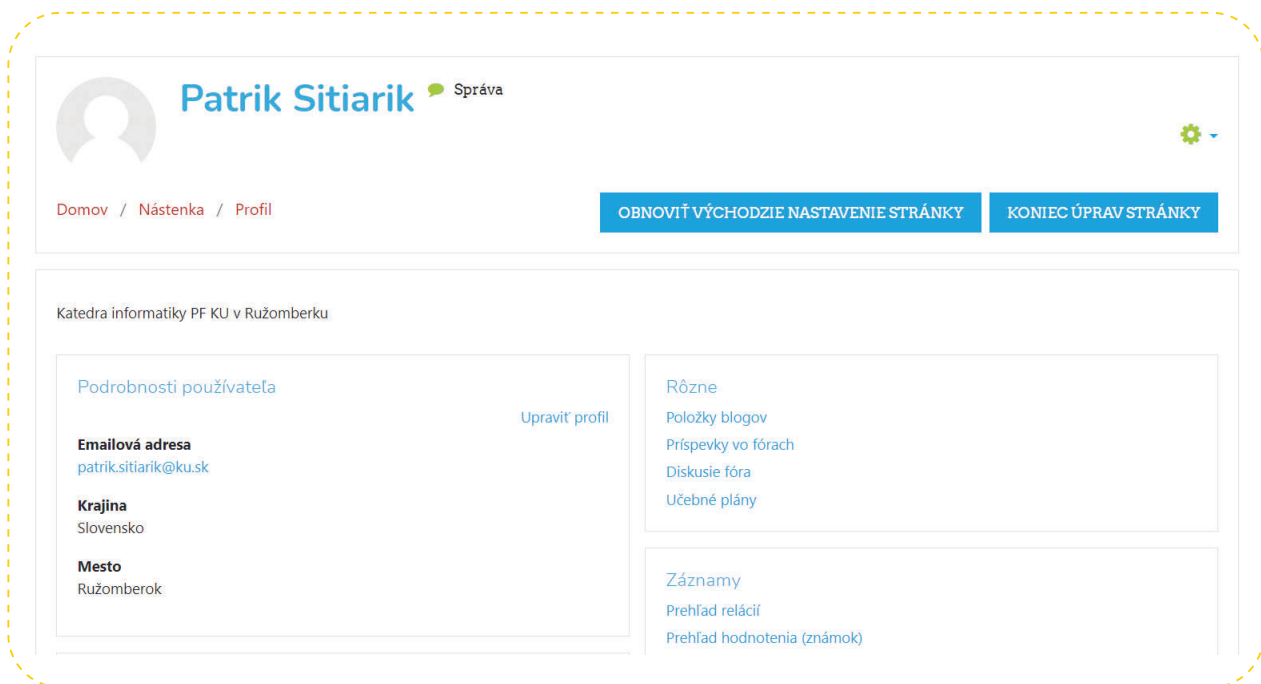 Patrik Sitiarik Správa
Domov / Nástenka / Profil
OBNOVIŤ VÝCHODZIE NASTAVENIE STRÁNKY
KONIEC ÚPRAV STRÁNKY
Katedra informatiky PF KU v Ružomberku
Podrobnosti používateľa
Upraviť profil
Emailová adresa
patrik.sitiarik@ku.sk
Krajina
Slovensko
Mesto
Ružomberok
Rôzne
Položky blogov
Príspevky vo fórach
Diskusie fóra
Učebné plány
Záznamy
Prehľad relácií
Prehľad hodnotenia (známok)